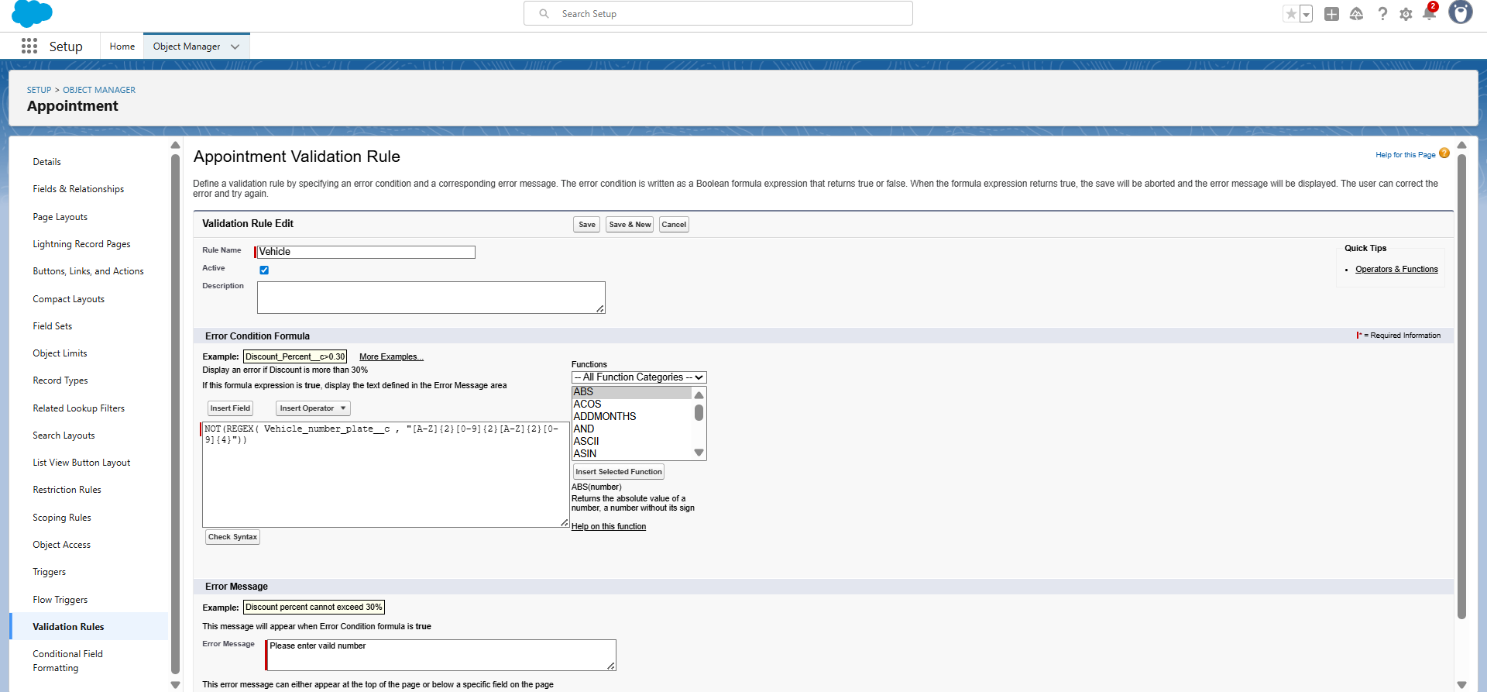 Search Setup
2
Setup
Home
Object Manager
SETUP > OBJECT MANAGER
Appointment
Details
Fields & Relationships
Page Layouts
Lightning Record Pages
Buttons, Links, and Actions
Compact Layouts
Field Sets
Object Limits
Record Types
Related Lookup Filters
Search Layouts
List View Button Layout
Restriction Rules
Scoping Rules
Object Access
Triggers
Flow Triggers
Validation Rules
Conditional Field
Formatting
Appointment Validation Rule
Help for this Page ?
Define a validation rule by specifying an error condition and a corresponding error message. The error condition is written as a Boolean formula expression that returns true or false. When the formula expression returns true, the save will be aborted and the error message will be displayed. The user can correct the
error and try again.
Validation Rule Edit
Save
Save & New
Cancel
Rule Name
Vehicle
Active
Description
Quick Tips
• Operators & Functions
Error Condition Formula
|* = Required Information
Example: Discount_Percent__c>0.30 More Examples...
Display an error if Discount is more than 30%
If this formula expression is true, display the text defined in the Error Message area
Insert Field
Insert Operator ▼
NOT(REGEX( Vehicle_number_plate__c , "[A-Z]{2}[0-9]{2}[A-Z]{2}[0-
9]{4}"))
Check Syntax
Functions
-- All Function Categories --
ABS
ACOS
ADDMONTHS
AND
ASCII
ASIN
Insert Selected Function
ABS(number)
Returns the absolute value of a
number, a number without its sign
Help on this function
Error Message
Example: Discount percent cannot exceed 30%
This message will appear when Error Condition formula is true
Error Message
Please enter vaild number
This error message can either appear at the top of the page or below a specific field on the page